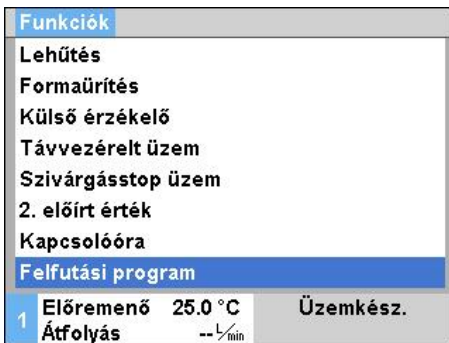 Funkciók
Lehűtés
Formaürítés
Külső érzékelő
Távvezérelt üzem
Szivárgásstop üzem
2. előírt érték
Kapcsolóóra
Felfutási program
1 Előremenő 25.0 °C Üzemkész.
Átfolyás -- L/min